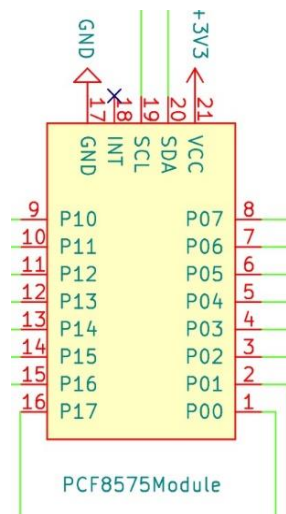 GND
+3V3
17 18 19 20 21
GND INT SCL SDA VCC
9 P10 P07 8
10 P11 P06 7
11 P12 P05 6
12 P13 P04 5
13 P14 P03 4
14 P15 P02 3
15 P16 P01 2
16 P17 P00 1
PCF8575Module